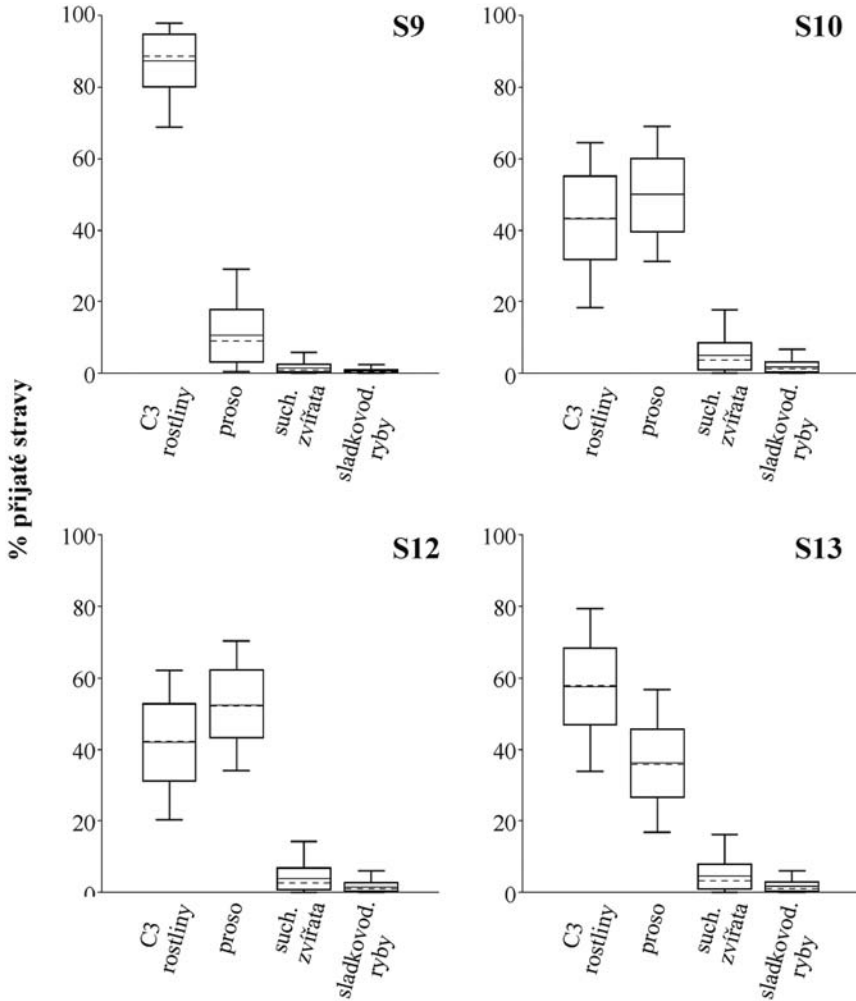 % přijaté stravy
S9
100
80
60
40
20
0
C3
rostliny
proso
such.
zvířata
sladkovod.
ryby
S10
100
80
60
40
20
0
C3
rostliny
proso
such.
zvířata
sladkovod.
ryby
S12
100
80
60
40
20
0
C3
rostliny
proso
such.
zvířata
sladkovod.
ryby
S13
100
80
60
40
20
0
C3
rostliny
proso
such.
zvířata
sladkovod.
ryby